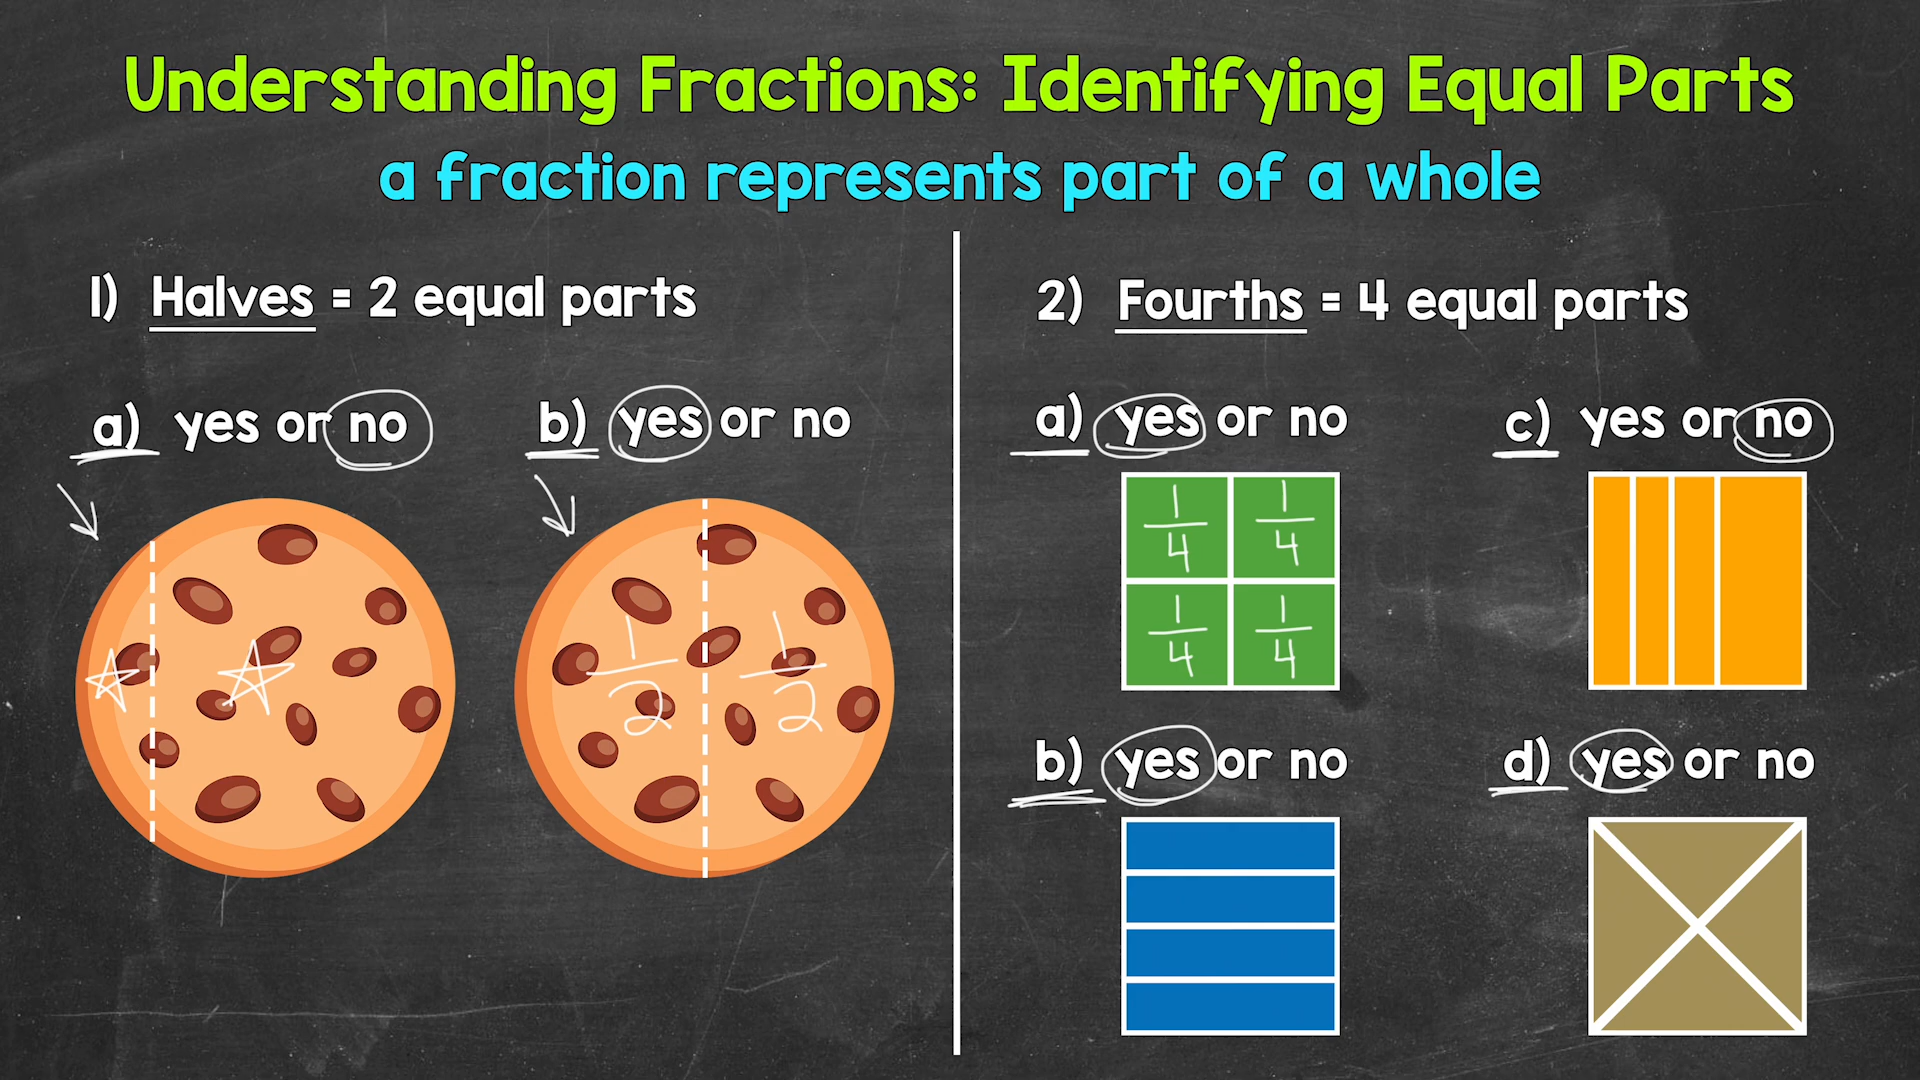 Understanding Fractions: Identifying Equal Parts
a fraction represents part of a whole
1) Halves = 2 equal parts
a) yes or no
b) yes or no
1/2
1/2
2) Fourths = 4 equal parts
a) yes or no
1/4
1/4
1/4
1/4
b) yes or no
c) yes or no
d) yes or no